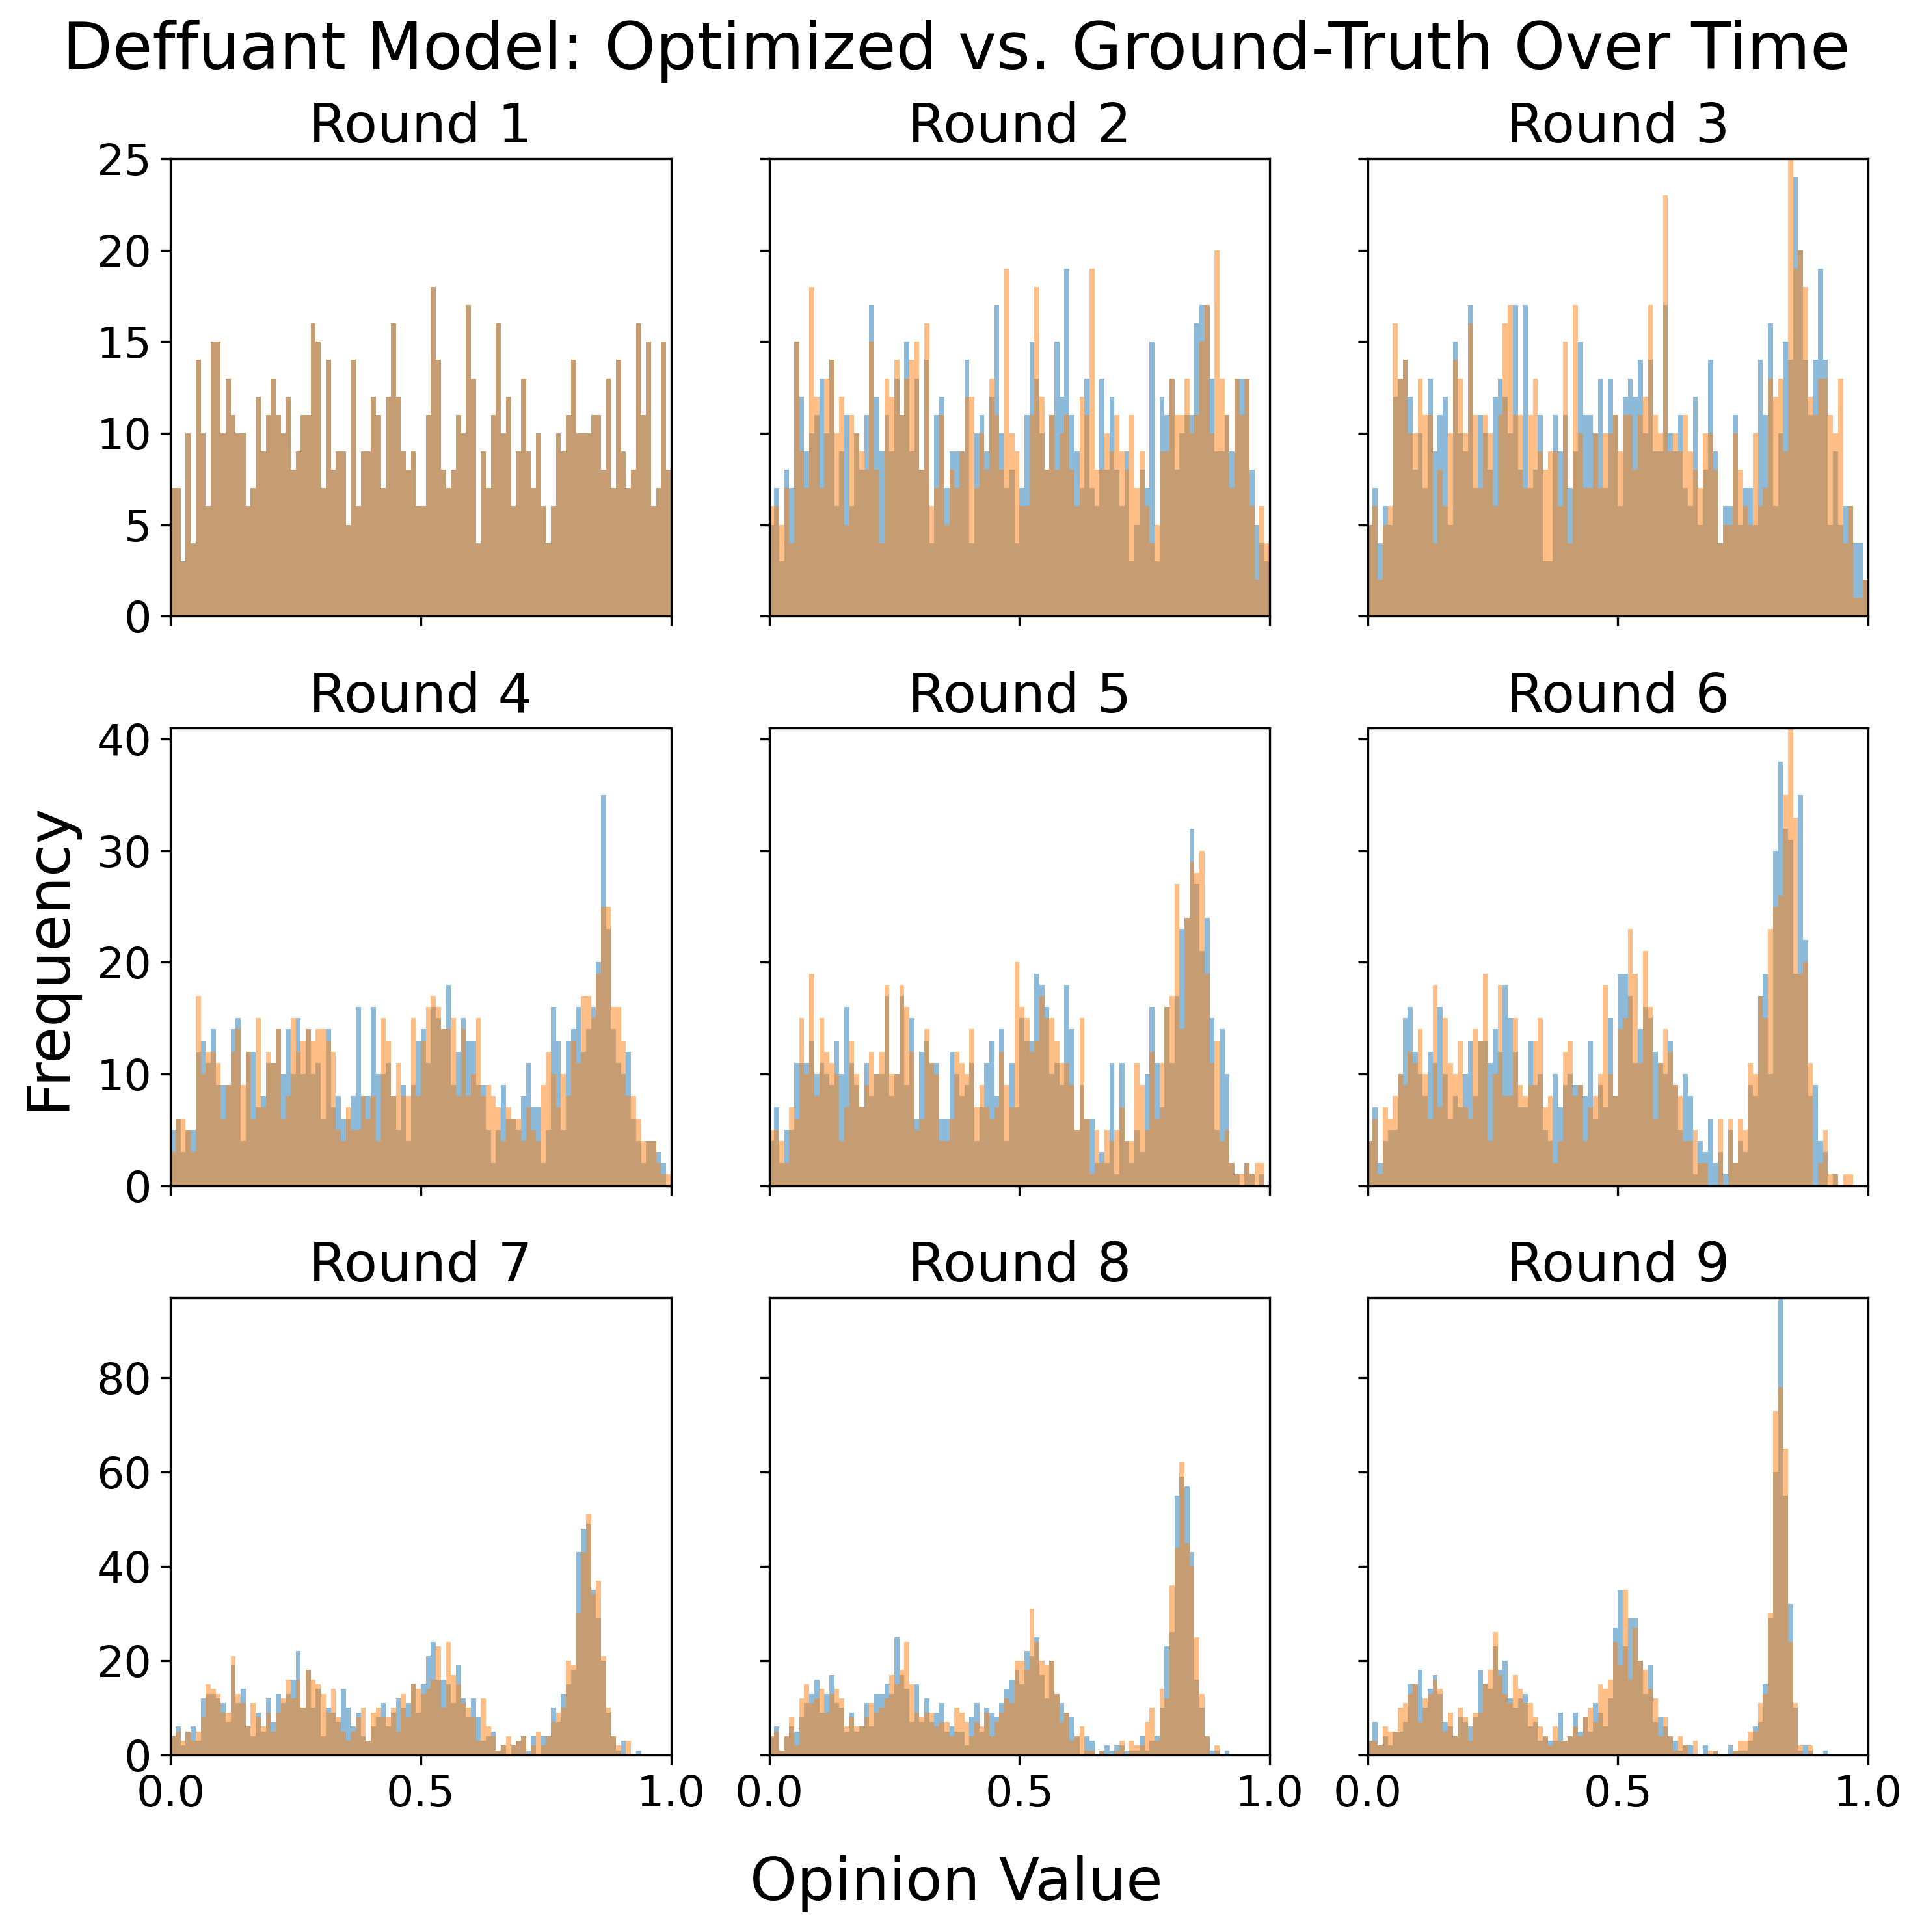 Deffuant Model: Optimized vs. Ground-Truth Over Time
Round 1
Round 2
Round 3
25
20
15
10
5
0
Round 4
Round 5
Round 6
40
30
20
10
0
Frequency
Round 7
Round 8
Round 9
80
60
40
20
0
0.0 0.5 1.0
0.0 0.5 1.0
0.0 0.5 1.0
Opinion Value